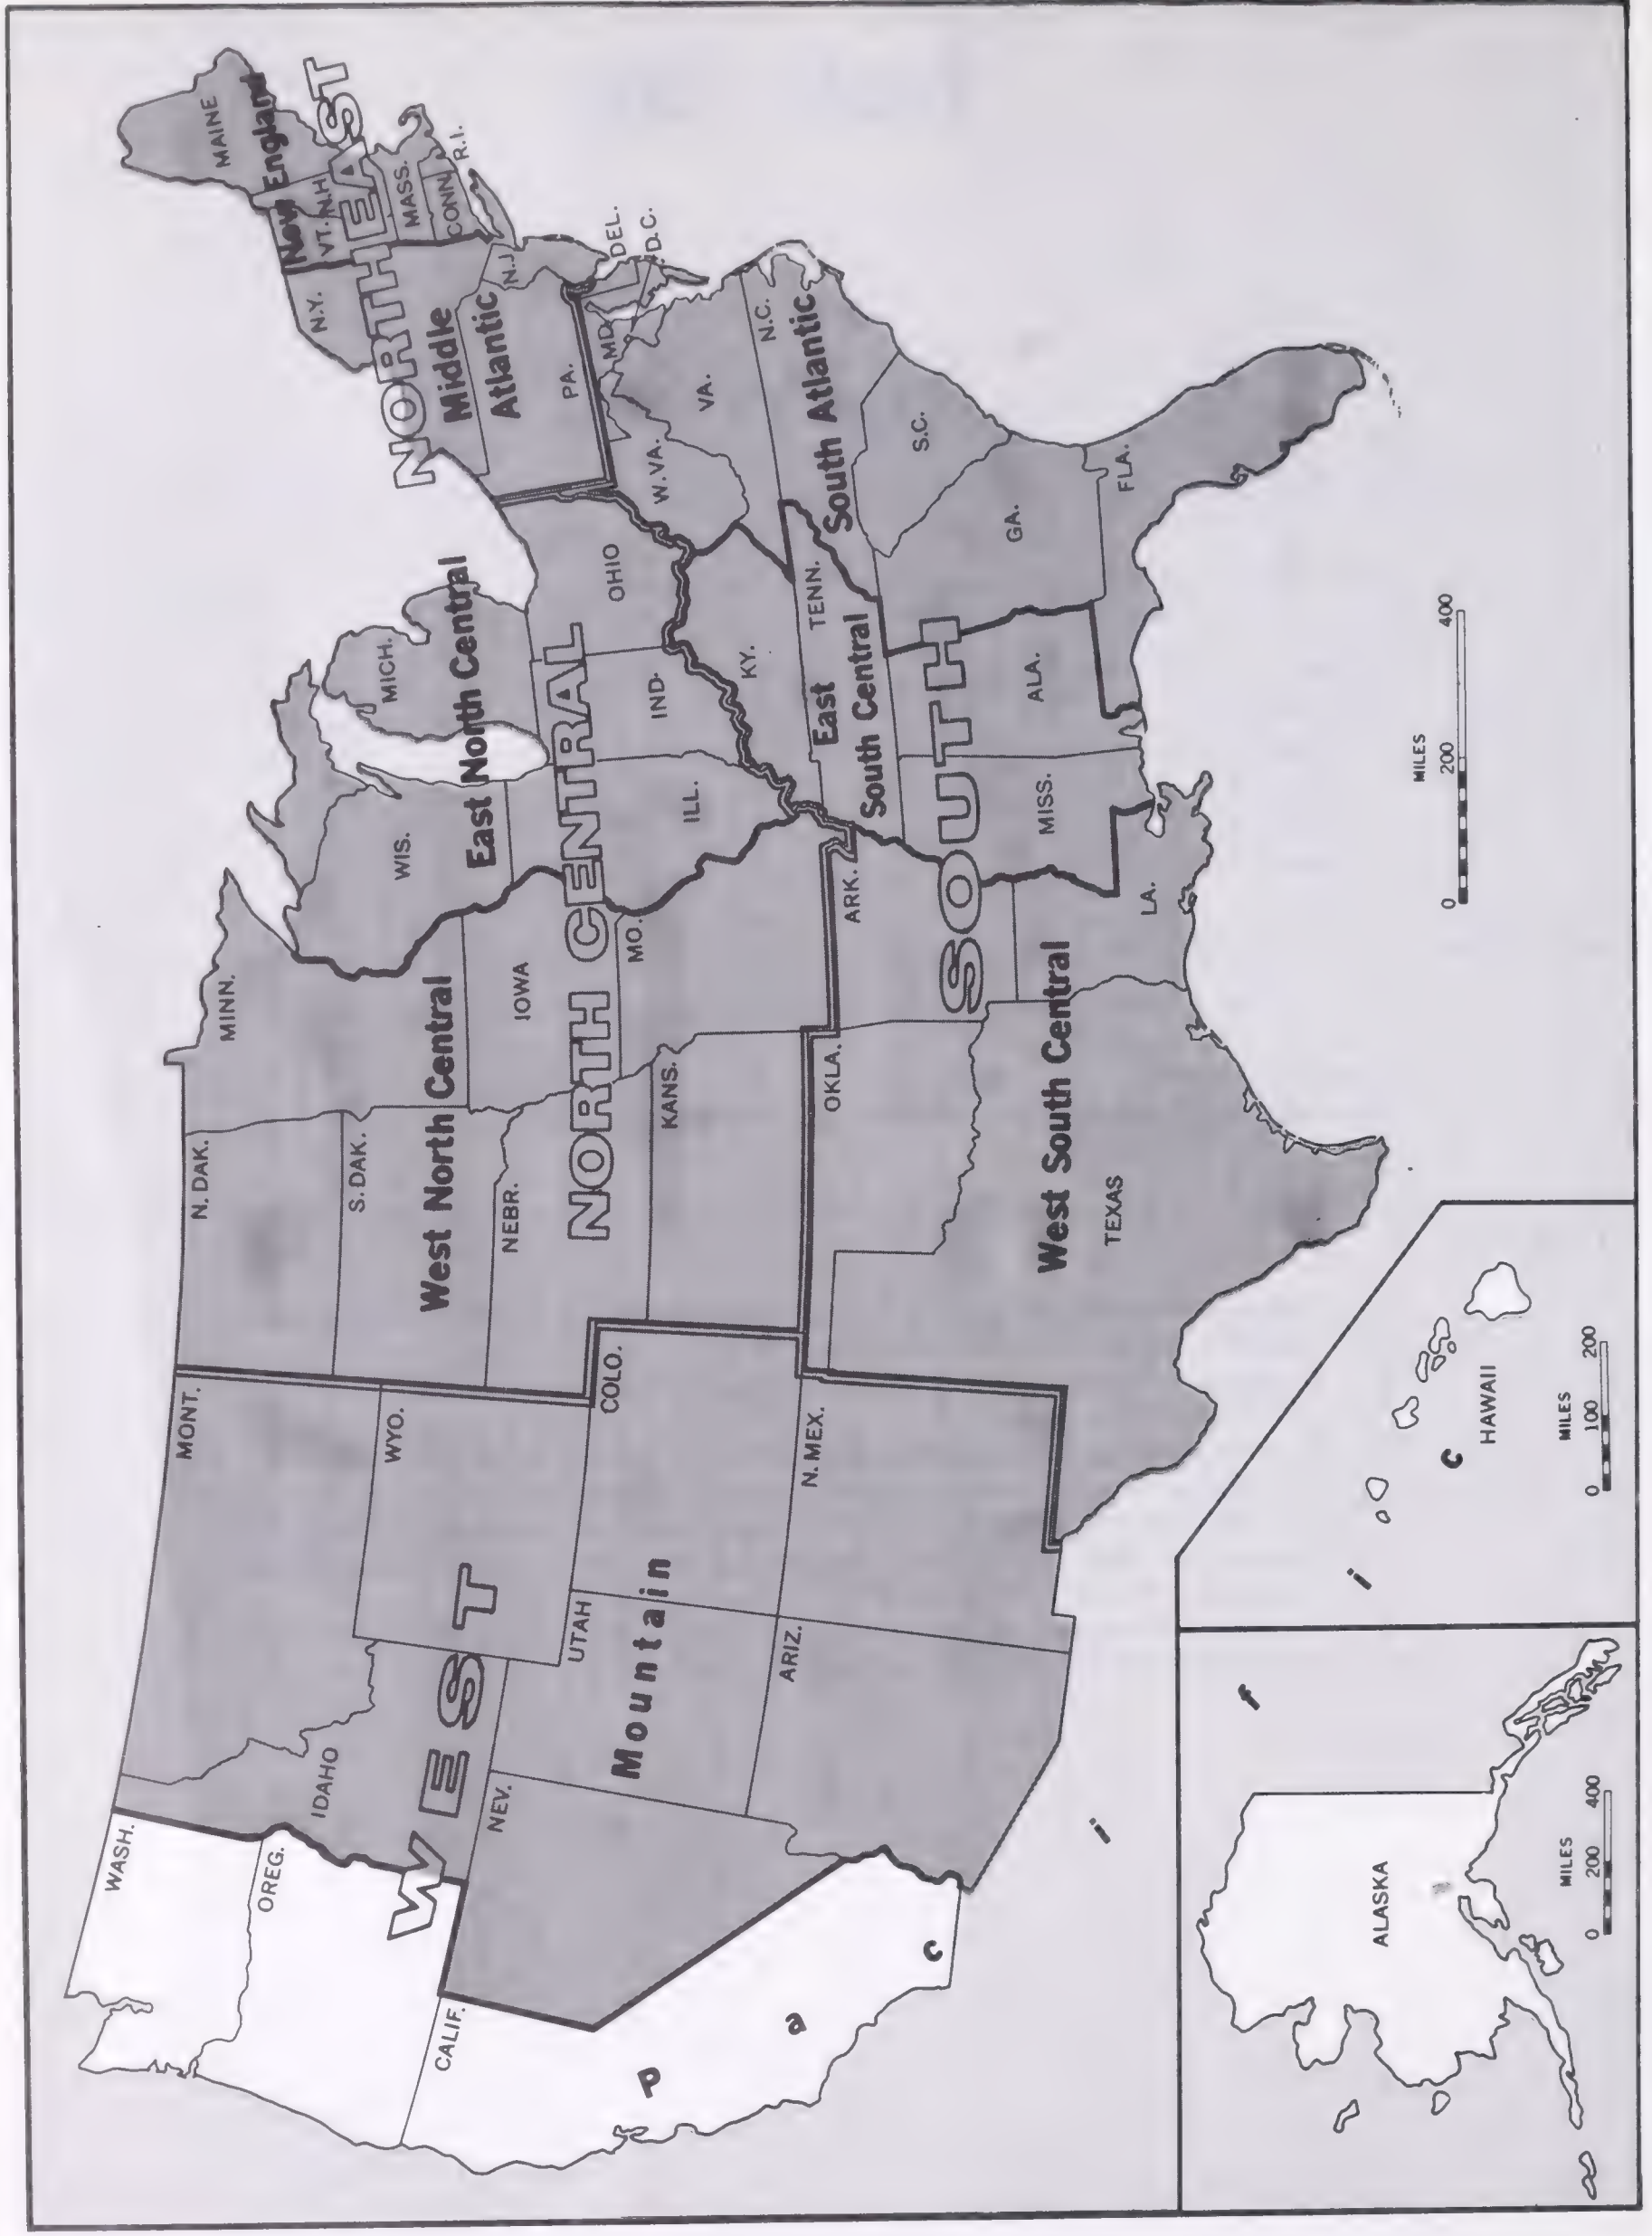 WASH.
OREG.
CALIF.
IDAHO
NEV.
MONT.
WYO.
UTAH
COLO.
ARIZ.
N. MEX.
WEST
Mountain
Pacific
N. DAK.
S. DAK.
NEBR.
KANS.
MINN.
IOWA
MO.
West North Central
NORTH CENTRAL
WIS.
MICH.
ILL.
IND.
OHIO
East North Central
OKLA.
ARK.
TEXAS
LA.
West South Central
SOUTH
KY.
TENN.
MISS.
ALA.
East
South Central
W. VA.
VA.
MD.
DEL.
D.C.
N.C.
S.C.
GA.
FLA.
South Atlantic
NORTHEAST
Middle
Atlantic
N.Y.
PA.
N.J.
New England
MAINE
VT.
N.H.
MASS.
CONN.
R.I.
ALASKA
MILES
0 200 400
HAWAII
MILES
0 100 200
MILES
0 200 400